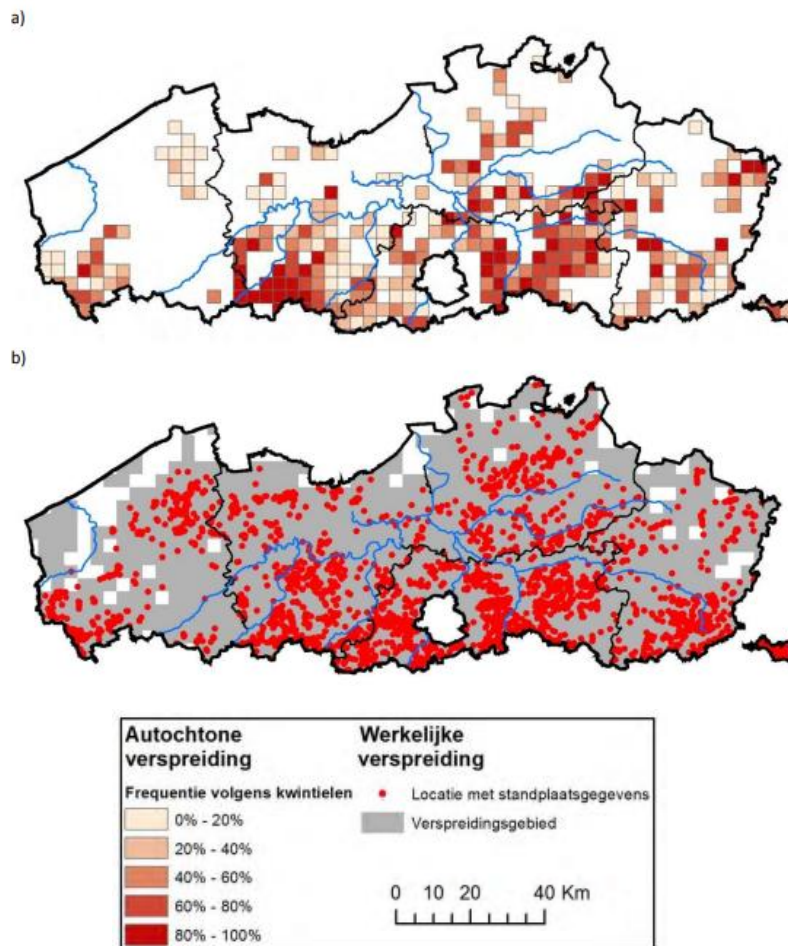 a)
b)
Autochtone
verspreiding
Frequentie volgens kwintielen
0% - 20%
20% - 40%
40% - 60%
60% - 80%
80% - 100%
Werkelijke
verspreiding
Locatie met standplaatsgegevens
Verspreidingsgebied
0 10 20 40 Km